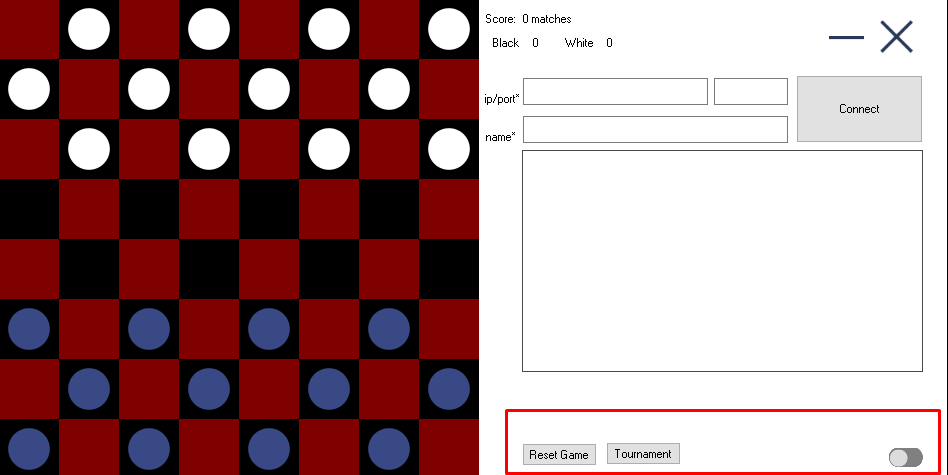 Score: 0 matches
Black 0 White 0
ip/port*
Connect
name*
Reset Game Tournament